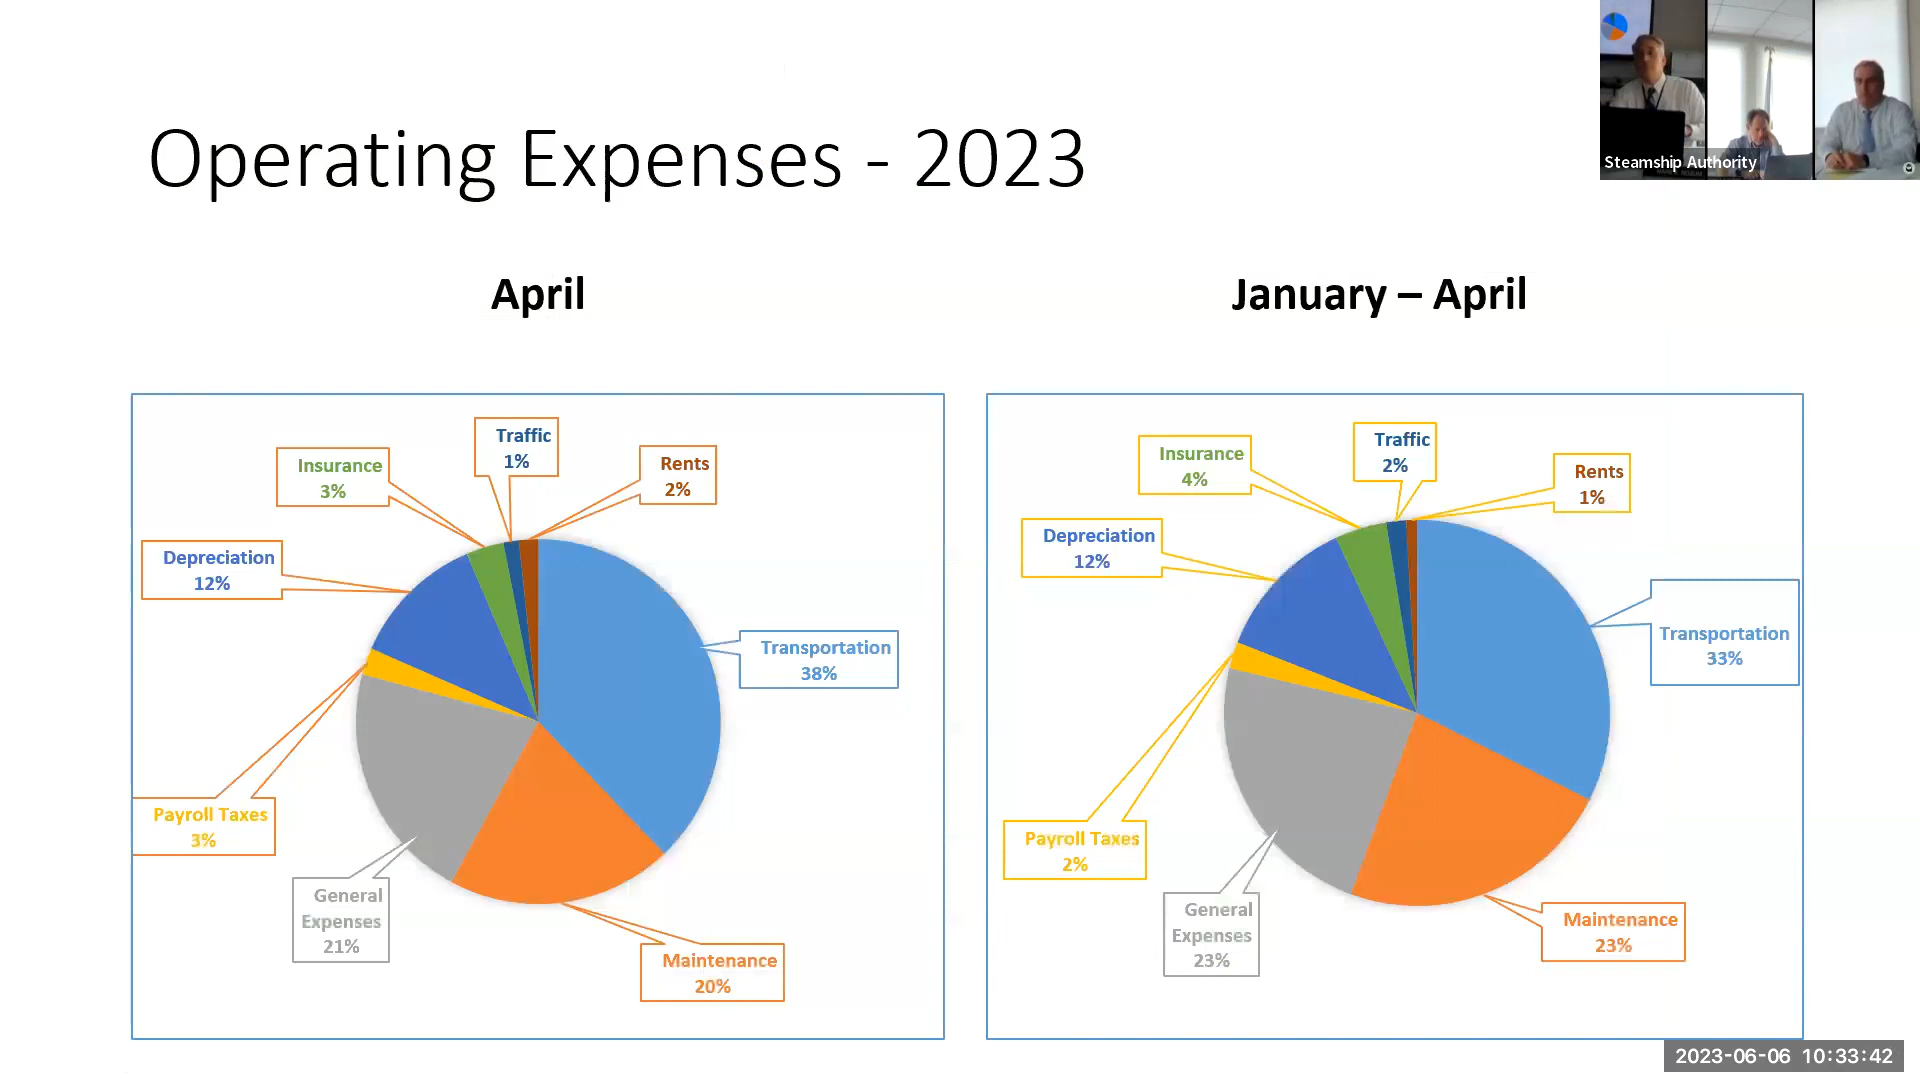 Operating Expenses - 2023
Steamship Authority
April
January – April
Traffic
1%
Insurance
3%
Rents
2%
Depreciation
12%
Transportation
38%
Payroll Taxes
3%
General
Expenses
21%
Maintenance
20%
Traffic
2%
Insurance
4%
Rents
1%
Depreciation
12%
Transportation
33%
Payroll Taxes
2%
General
Expenses
23%
Maintenance
23%
2023-06-06 10:33:42